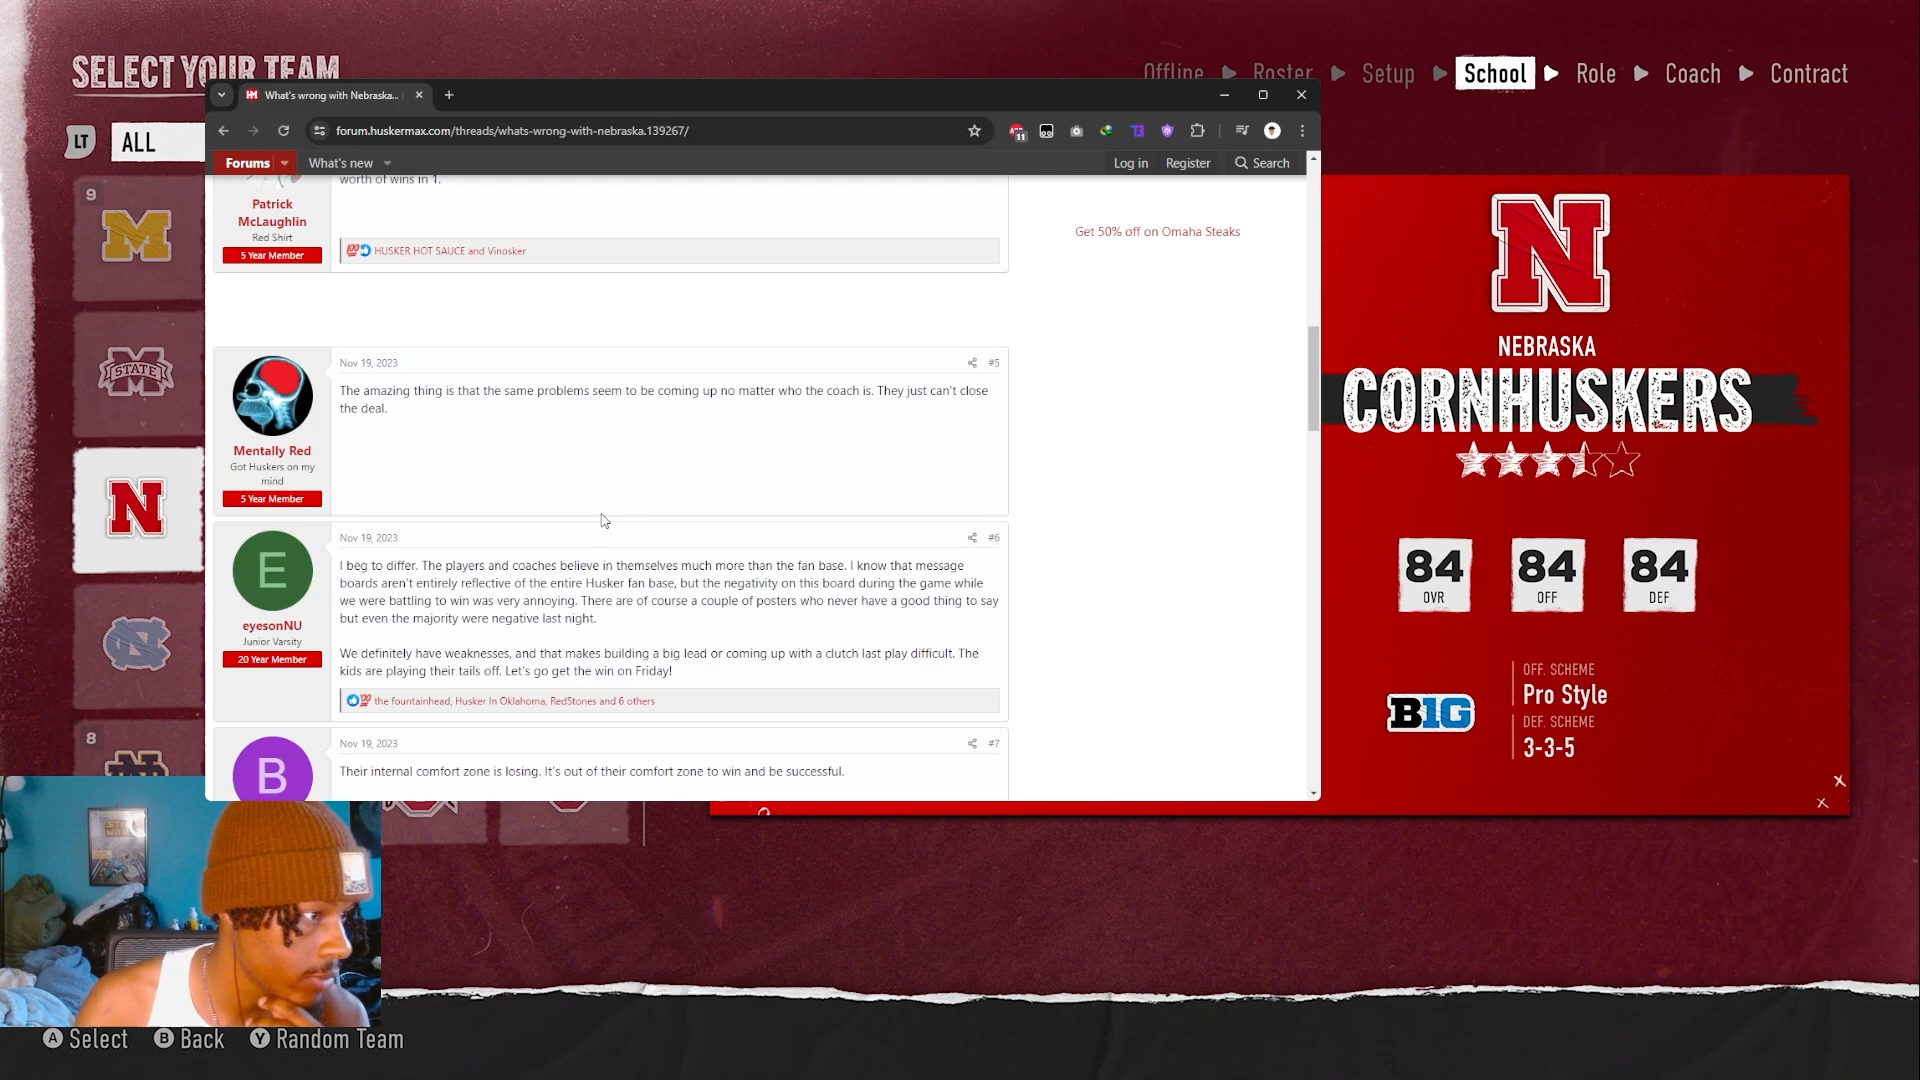 SELECT YOUR TEAM
Offline Roster Setup School Role Coach Contract
LT ALL
What's wrong with Nebraska...
forum.huskermax.com/threads/whats-wrong-with-nebraska.139267/
11
Forums What's new Log in Register Search
worth of wins in 1.
Patrick
McLaughlin
Red Shirt
5 Year Member
HUSKER HOT SAUCE and Vinosker
Get 50% off on Omaha Steaks
Nov 19, 2023 #5
The amazing thing is that the same problems seem to be coming up no matter who the coach is. They just can't close
the deal.
Mentally Red
Got Huskers on my
mind
5 Year Member
Nov 19, 2023 #6
I beg to differ. The players and coaches believe in themselves much more than the fan base. I know that message
boards aren't entirely reflective of the entire Husker fan base, but the negativity on this board during the game while
we were battling to win was very annoying. There are of course a couple of posters who never have a good thing to say
but even the majority were negative last night.
We definitely have weaknesses, and that makes building a big lead or coming up with a clutch last play difficult. The
kids are playing their tails off. Let's go get the win on Friday!
E
eyesonNU
Junior Varsity
20 Year Member
the fountainhead, Husker In Oklahoma, RedStones and 6 others
Nov 19, 2023 #7
B
Their internal comfort zone is losing. It's out of their comfort zone to win and be successful.
9
M
STATE
N
NC
8
N
NEBRASKA
CORNHUSKERS
84 84 84
OVR OFF DEF
B1G
OFF. SCHEME
Pro Style
DEF. SCHEME
3-3-5
A Select B Back Y Random Team